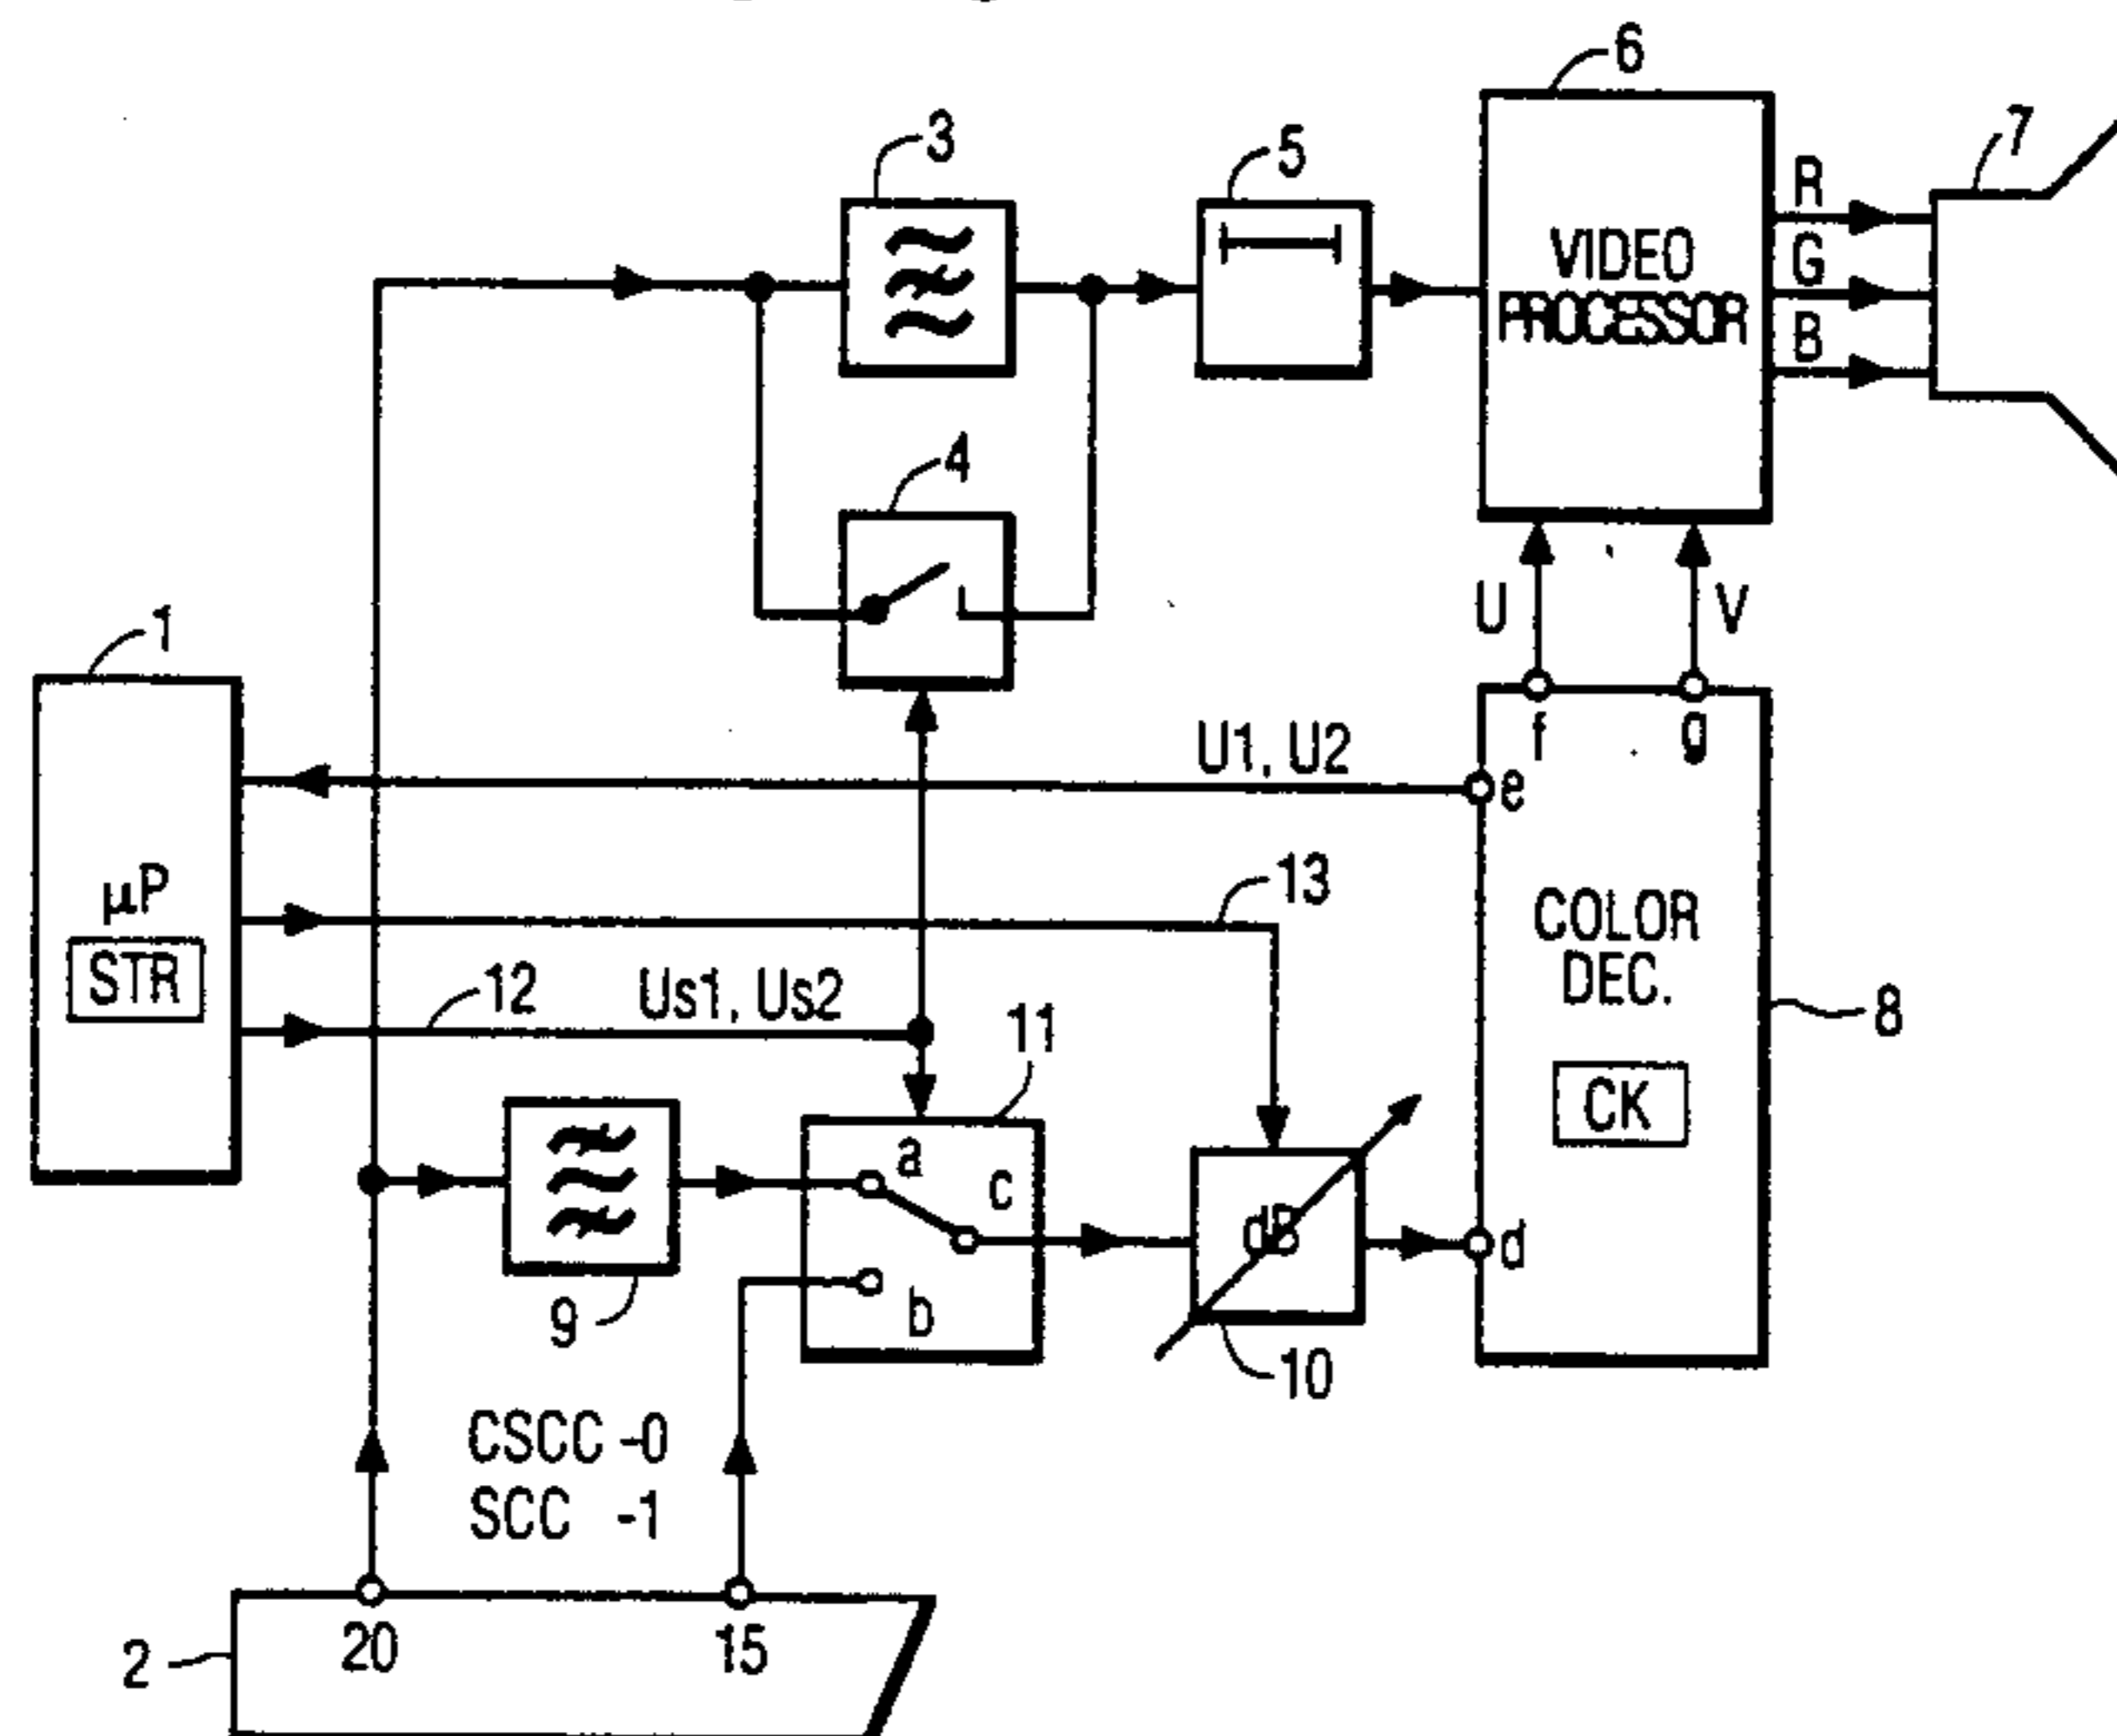 6
3
5
7
R
VIDEO
PROCESSOR
G
B
4
1
U
V
U1, U2
f
g
e
µP
STR
13
COLOR
DEC.
12
Us1, Us2
11
8
CK
a
c
dB
d
b
9
10
CSCC -0
SCC -1
2
20
15